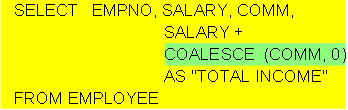 SELECT EMPNO, SALARY, COMM,
SALARY +
COALESCE (COMM, 0)
AS "TOTAL INCOME"
FROM EMPLOYEE